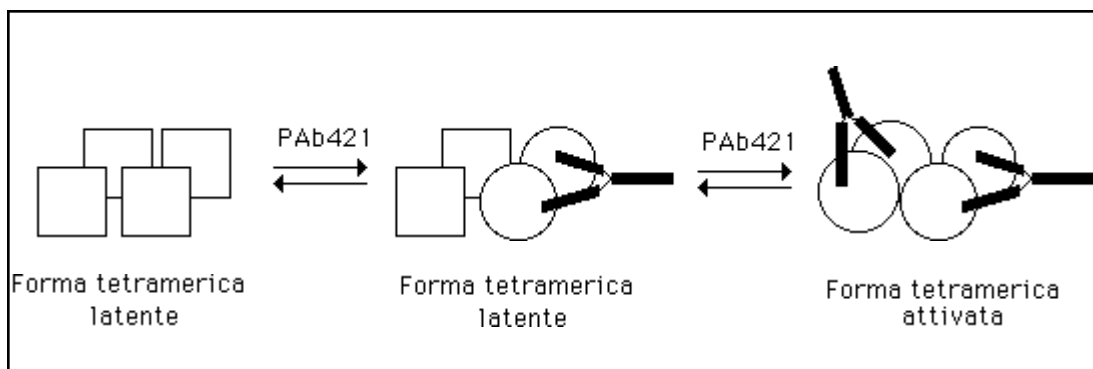 PAb421
PAb421
Forma tetramerica
latente
Forma tetramerica
latente
Forma tetramerica
attivata